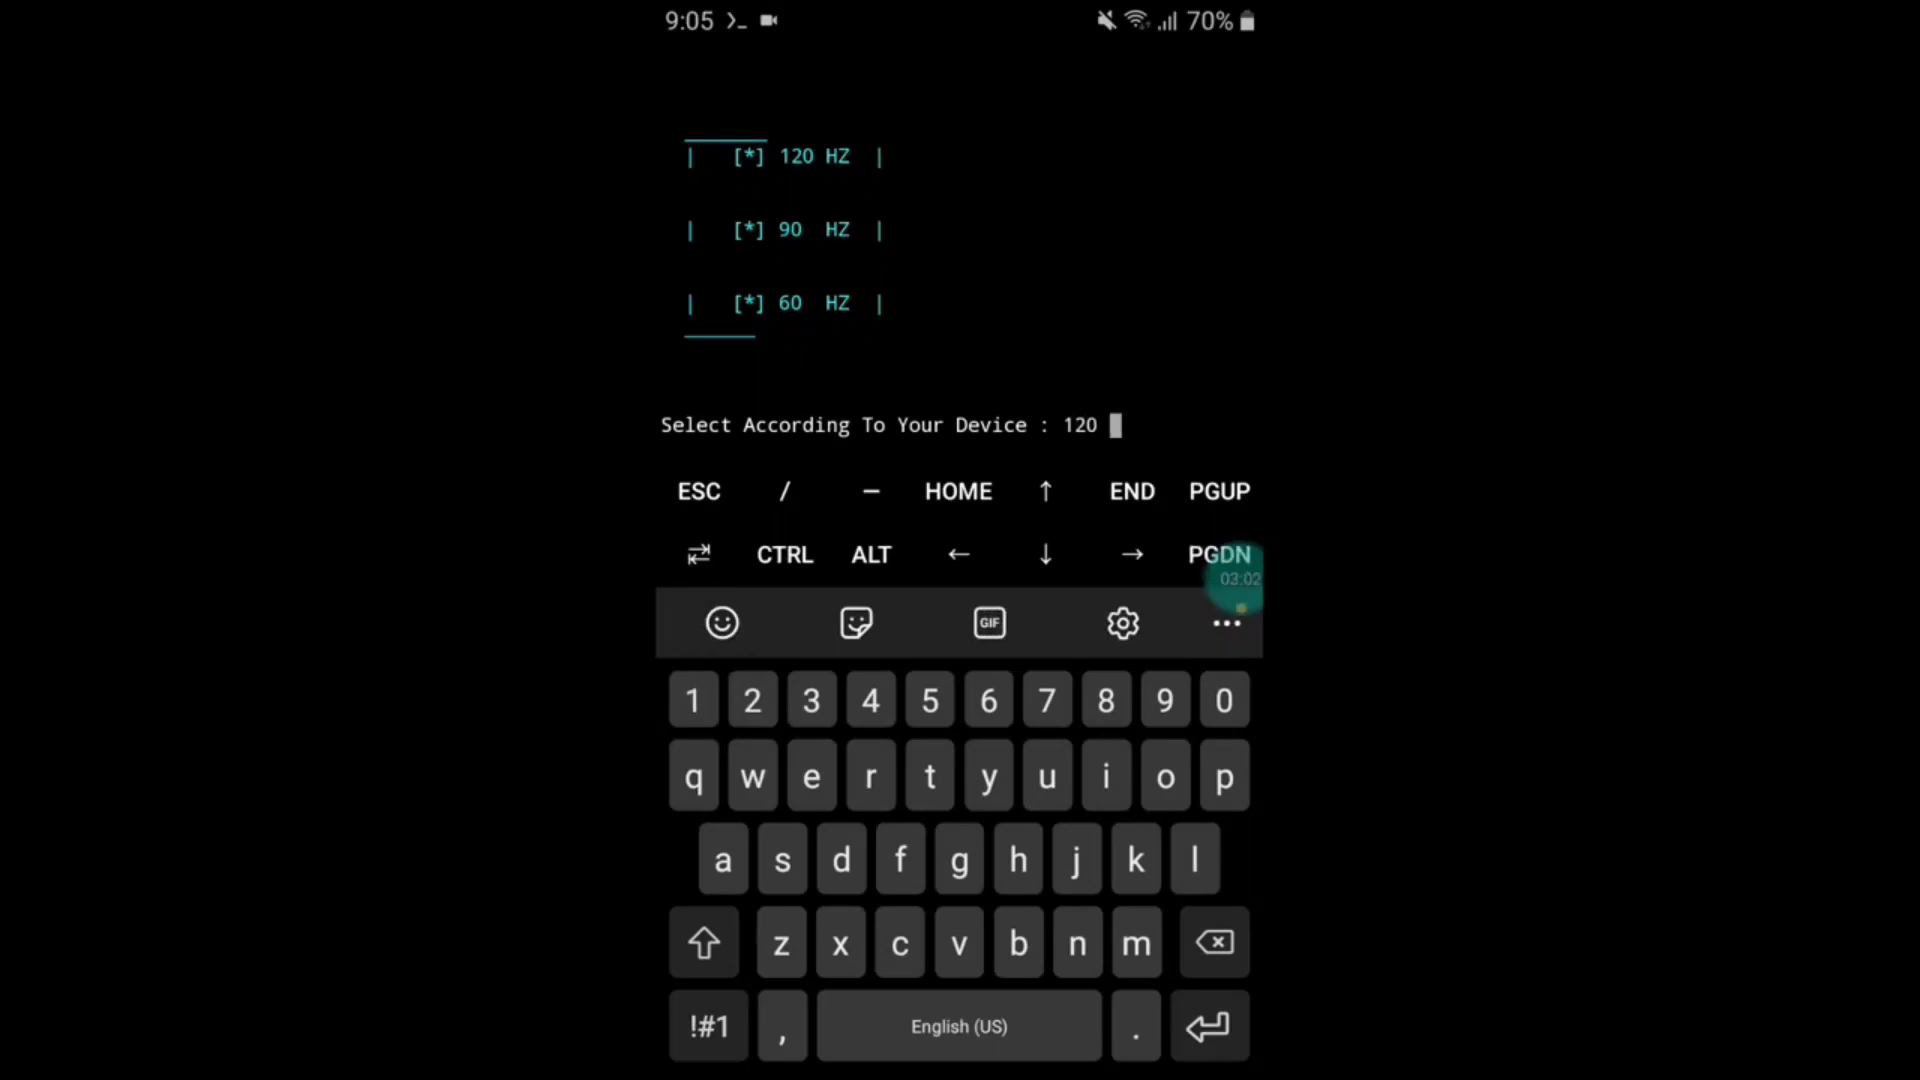 9:05 >_ 70%
| [*] 120 HZ |
| [*] 90 HZ |
| [*] 60 HZ |
Select According To Your Device : 120
ESC / — HOME ↑ END PGUP
CTRL ALT ← ↓ → PGDN
03:02
GIF
1 2 3 4 5 6 7 8 9 0
q w e r t y u i o p
a s d f g h j k l
z x c v b n m
!#1 , English (US) .